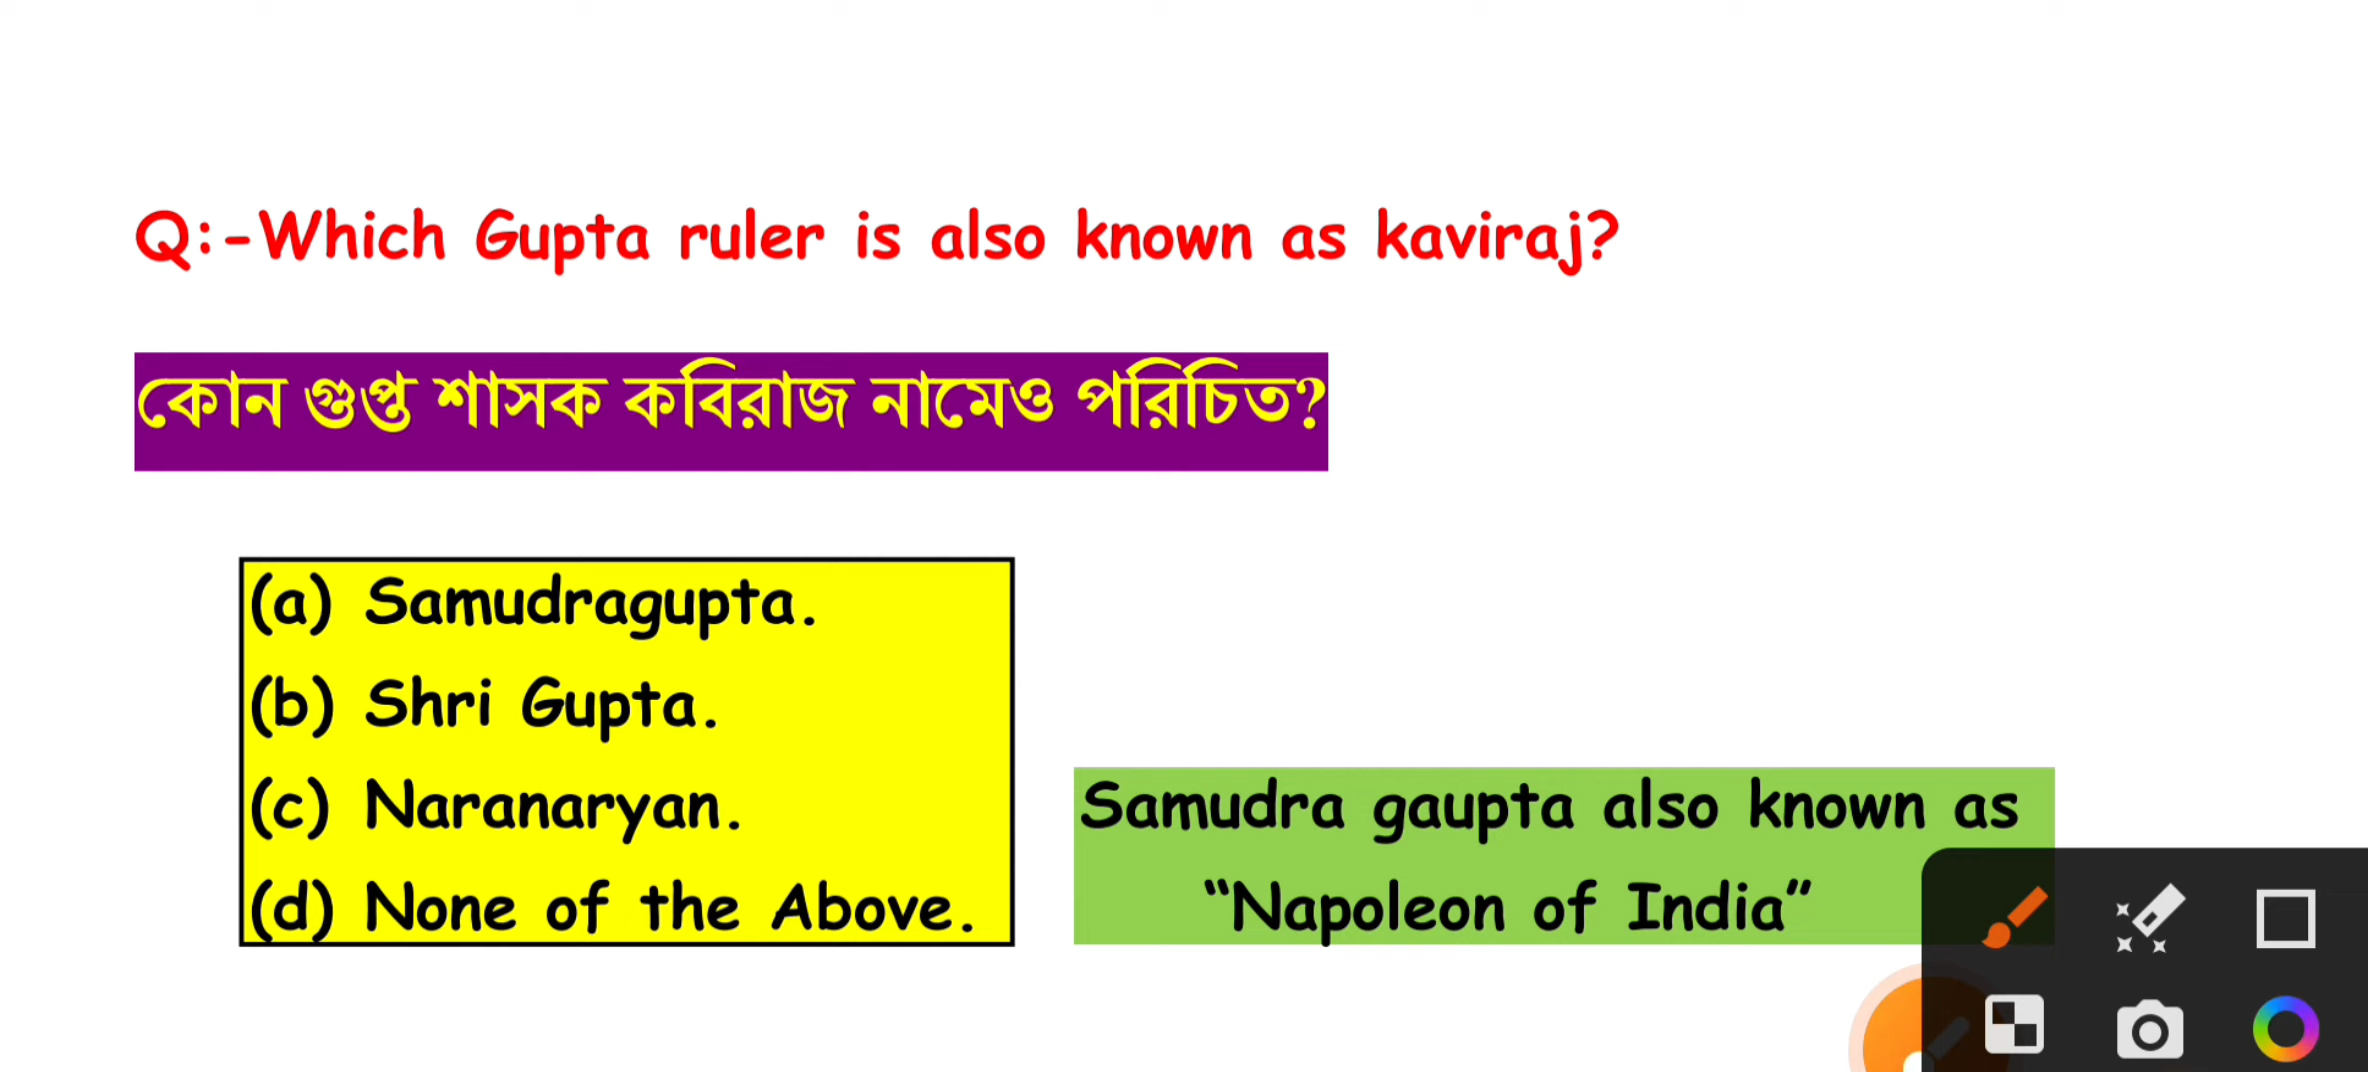 Q:-Which Gupta ruler is also known as kaviraj?
কোন গুপ্ত শাসক কবিরাজ নামেও পরিচিত?
(a) Samudragupta.
(b) Shri Gupta.
(c) Naranaryan.
(d) None of the Above.
Samudra gaupta also known as
“Napoleon of India”